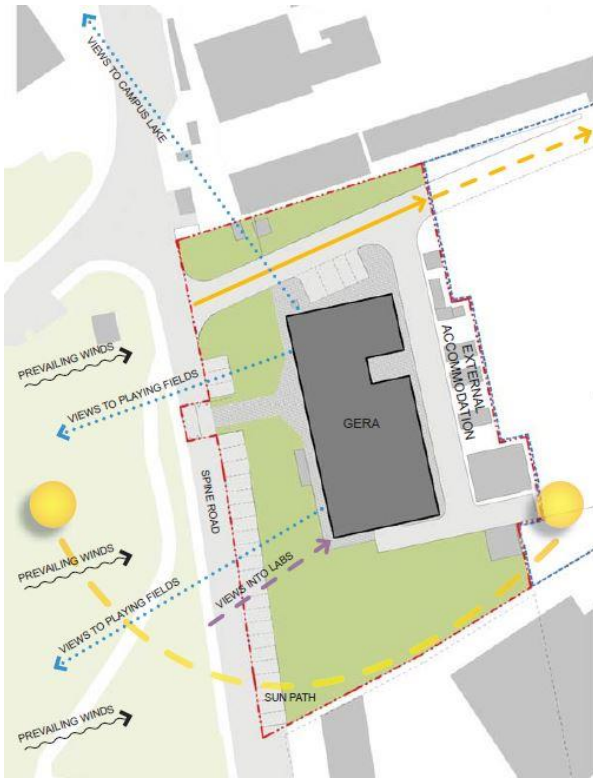 VIEWS TO CAMPUS LAKE
PREVAILING WINDS
VIEWS TO PLAYING FIELDS
EXTERNAL
ACCOMMODATION
GERA
SPINE ROAD
PREVAILING WINDS
VIEWS INTO LABS
VIEWS TO PLAYING FIELDS
SUN PATH
PREVAILING WINDS